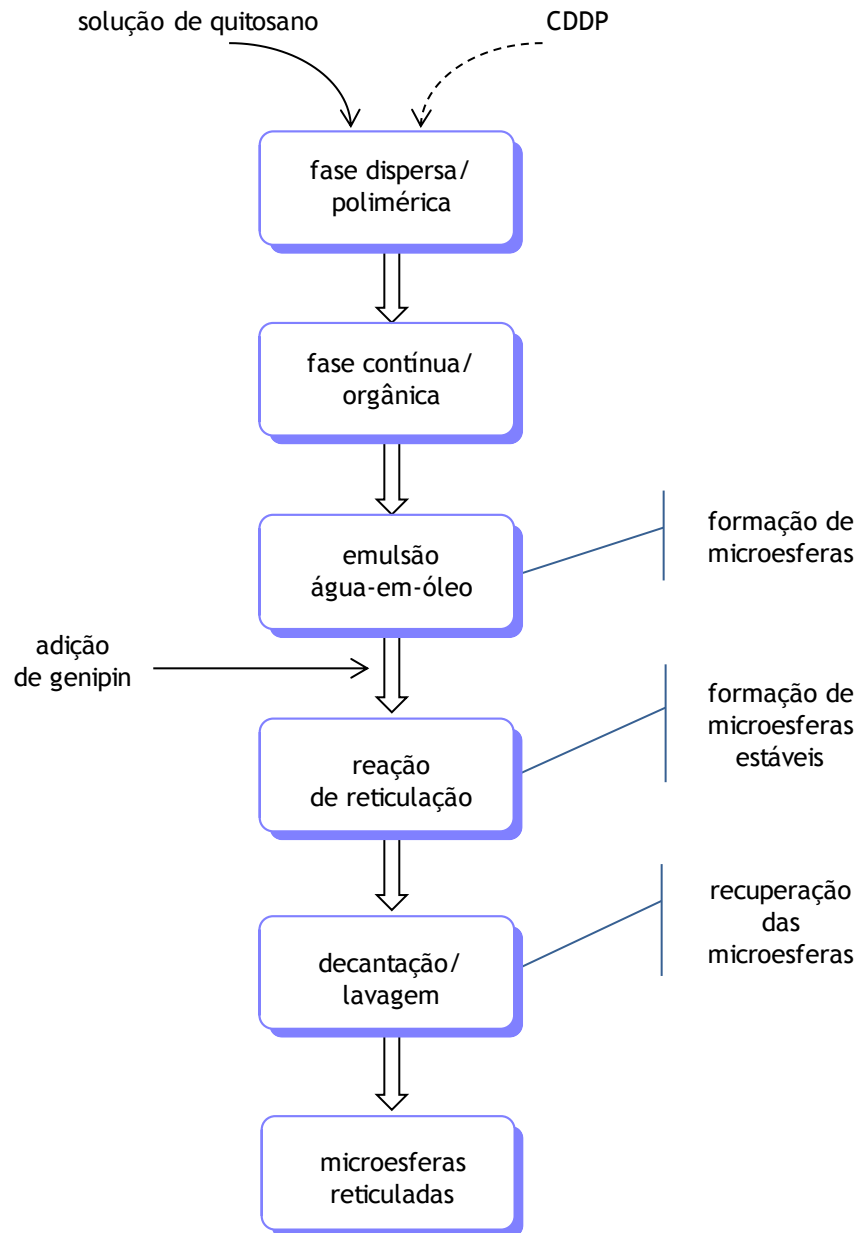 solução de quitosano
CDDP
fase dispersa/
polimérica
fase contínua/
orgânica
emulsão
água-em-óleo
formação de
microesferas
adição
de genipin
reação
de reticulação
formação de
microesferas
estáveis
decantação/
lavagem
recuperação
das
microesferas
microesferas
reticuladas